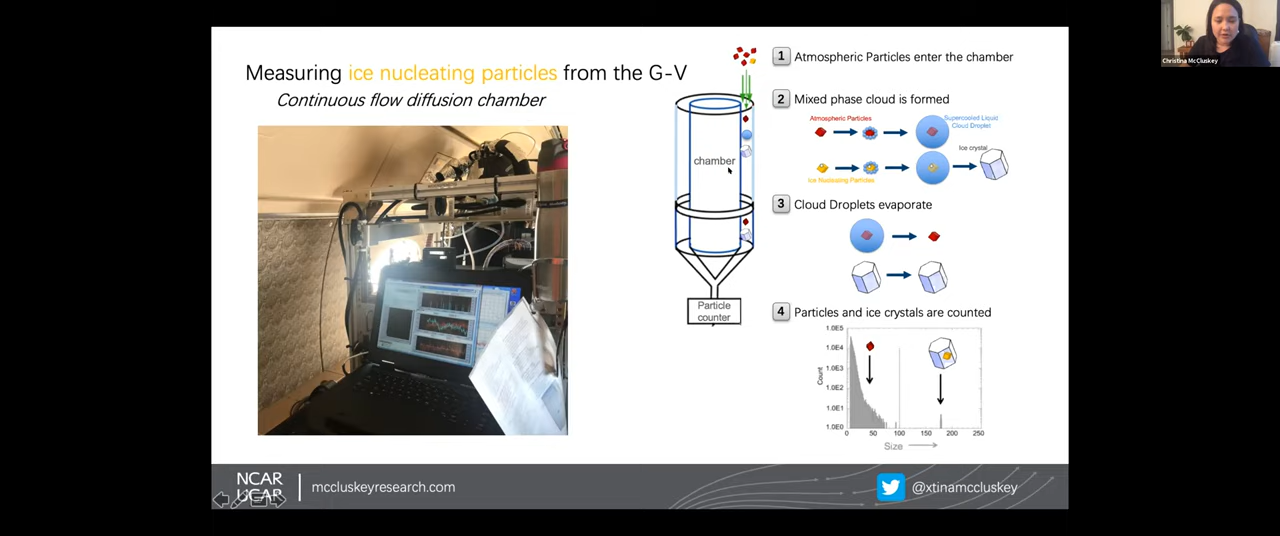 Christina McCluskey
Measuring ice nucleating particles from the G-V
Continuous flow diffusion chamber
chamber
Particle
counter
1 Atmospheric Particles enter the chamber
2 Mixed phase cloud is formed
Atmospheric Particles
Supercooled Liquid
Cloud Droplet
Ice crystal
Ice Nucleating Particles
3 Cloud Droplets evaporate
4 Particles and ice crystals are counted
1.0E5
1.0E4
1.0E3
1.0E2
1.0E1
1.0E0
Count
0 50 100 150 200 250
Size
NCAR
UCAR
mccluskeyresearch.com
@xtinamccluskey